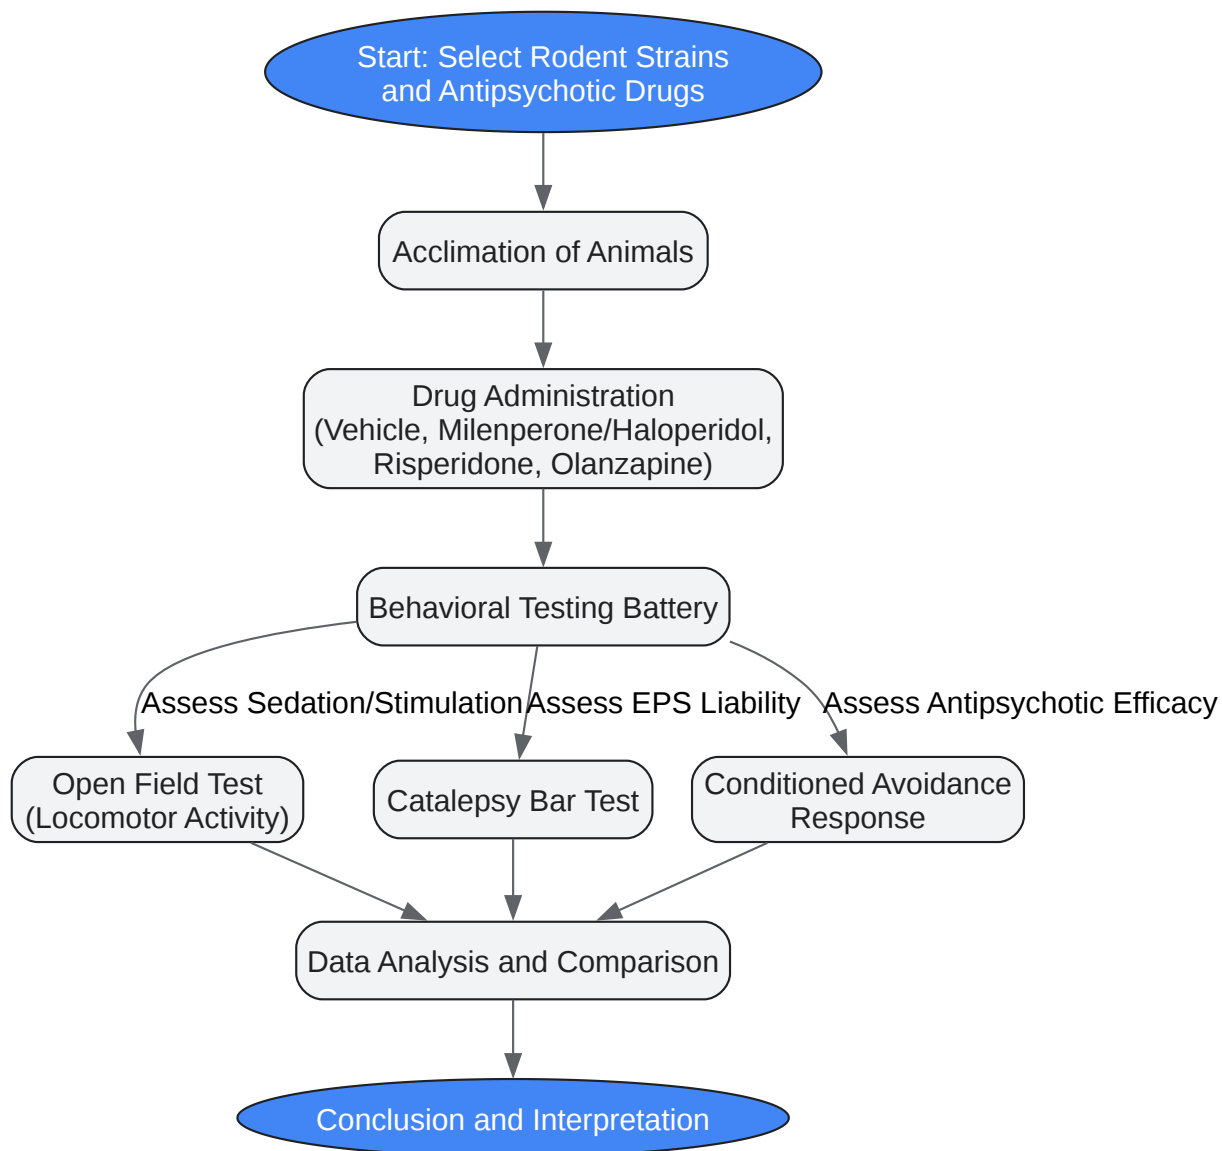 Start: Select Rodent Strains
and Antipsychotic Drugs
Acclimation of Animals
Drug Administration
(Vehicle, Milenperone/Haloperidol,
Risperidone, Olanzapine)
Behavioral Testing Battery
Assess Sedation/Stimulation
Assess EPS Liability
Assess Antipsychotic Efficacy
Open Field Test
(Locomotor Activity)
Catalepsy Bar Test
Conditioned Avoidance
Response
Data Analysis and Comparison
Conclusion and Interpretation